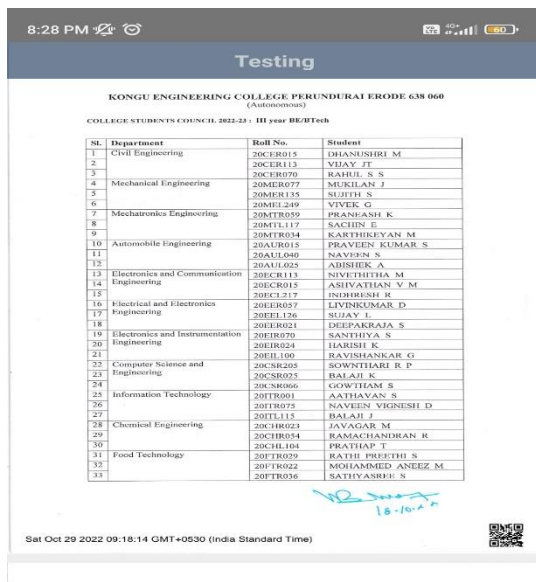 8:28 PM
60
Testing
KONGU ENGINEERING COLLEGE PERUNDURAI ERODE 638 060
(Autonomous)
COLLEGE STUDENTS COUNCIL 2022-23 : III year BE/BTech
Sl. Department Roll No. Student
1 Civil Engineering 20CER015 DHANUSHRI M
2 20CER113 VIJAY JT
3 20CER070 RAHUL S S
4 Mechanical Engineering 20MER077 MUKILAN J
5 20MER135 SUJITH S
6 20MEL249 VIVEK G
7 Mechatronics Engineering 20MTR059 PRANEASH K
8 20MTL117 SACHIN E
9 20MTR034 KARTHIKEYAN M
10 Automobile Engineering 20AUR015 PRAVEEN KUMAR S
11 20AUL040 NAVEEN S
12 20AUL025 ABISHEK A
13 Electronics and Communication 20ECR113 NIVETHITHA M
14 Engineering 20ECR015 ASHVATHAN V M
15 20ECL217 INDHRESH R
16 Electrical and Electronics 20EER057 LIVINKUMAR D
17 Engineering 20EEL126 SUJAY L
18 20EER021 DEEPAKRAJA S
19 Electronics and Instrumentation 20EIR070 SANTHIYA S
20 Engineering 20EIR024 HARISH K
21 20EIL100 RAVISHANKAR G
22 Computer Science and 20CSR205 SOWNTHARI R P
23 Engineering 20CSR025 BALAJI K
24 20CSR066 GOWTHAM S
25 Information Technology 20ITR001 AATHAVAN S
26 20ITR075 NAVEEN VIGNESH D
27 20ITL115 BALAJI J
28 Chemical Engineering 20CHR023 JAVAGAR M
29 20CHR054 RAMACHANDRAN R
30 20CHL104 PRATHAP T
31 Food Technology 20FTR029 RATHI PREETHI S
32 20FTR022 MOHAMMED ANEEZ M
33 20FTR036 SATHYASREE S
Sat Oct 29 2022 09:18:14 GMT+0530 (India Standard Time)